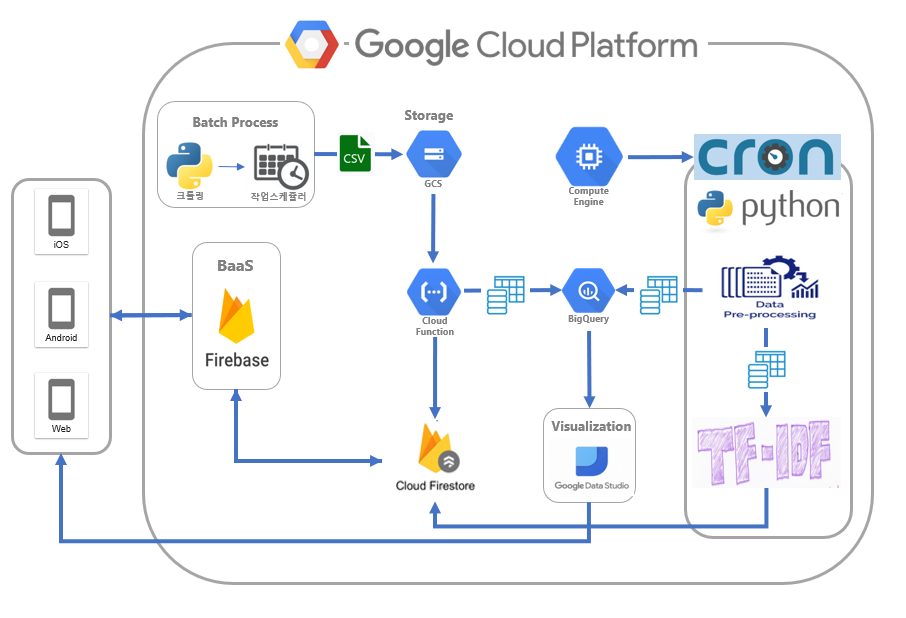 Google Cloud Platform
Batch Process
크롤링
작업스케쥴러
CSV
Storage
GCS
Compute
Engine
cron
python
iOS
Android
Web
BaaS
Firebase
Cloud
Function
BigQuery
Data
Pre-processing
Cloud Firestore
Visualization
Google Data Studio
TF-IDF